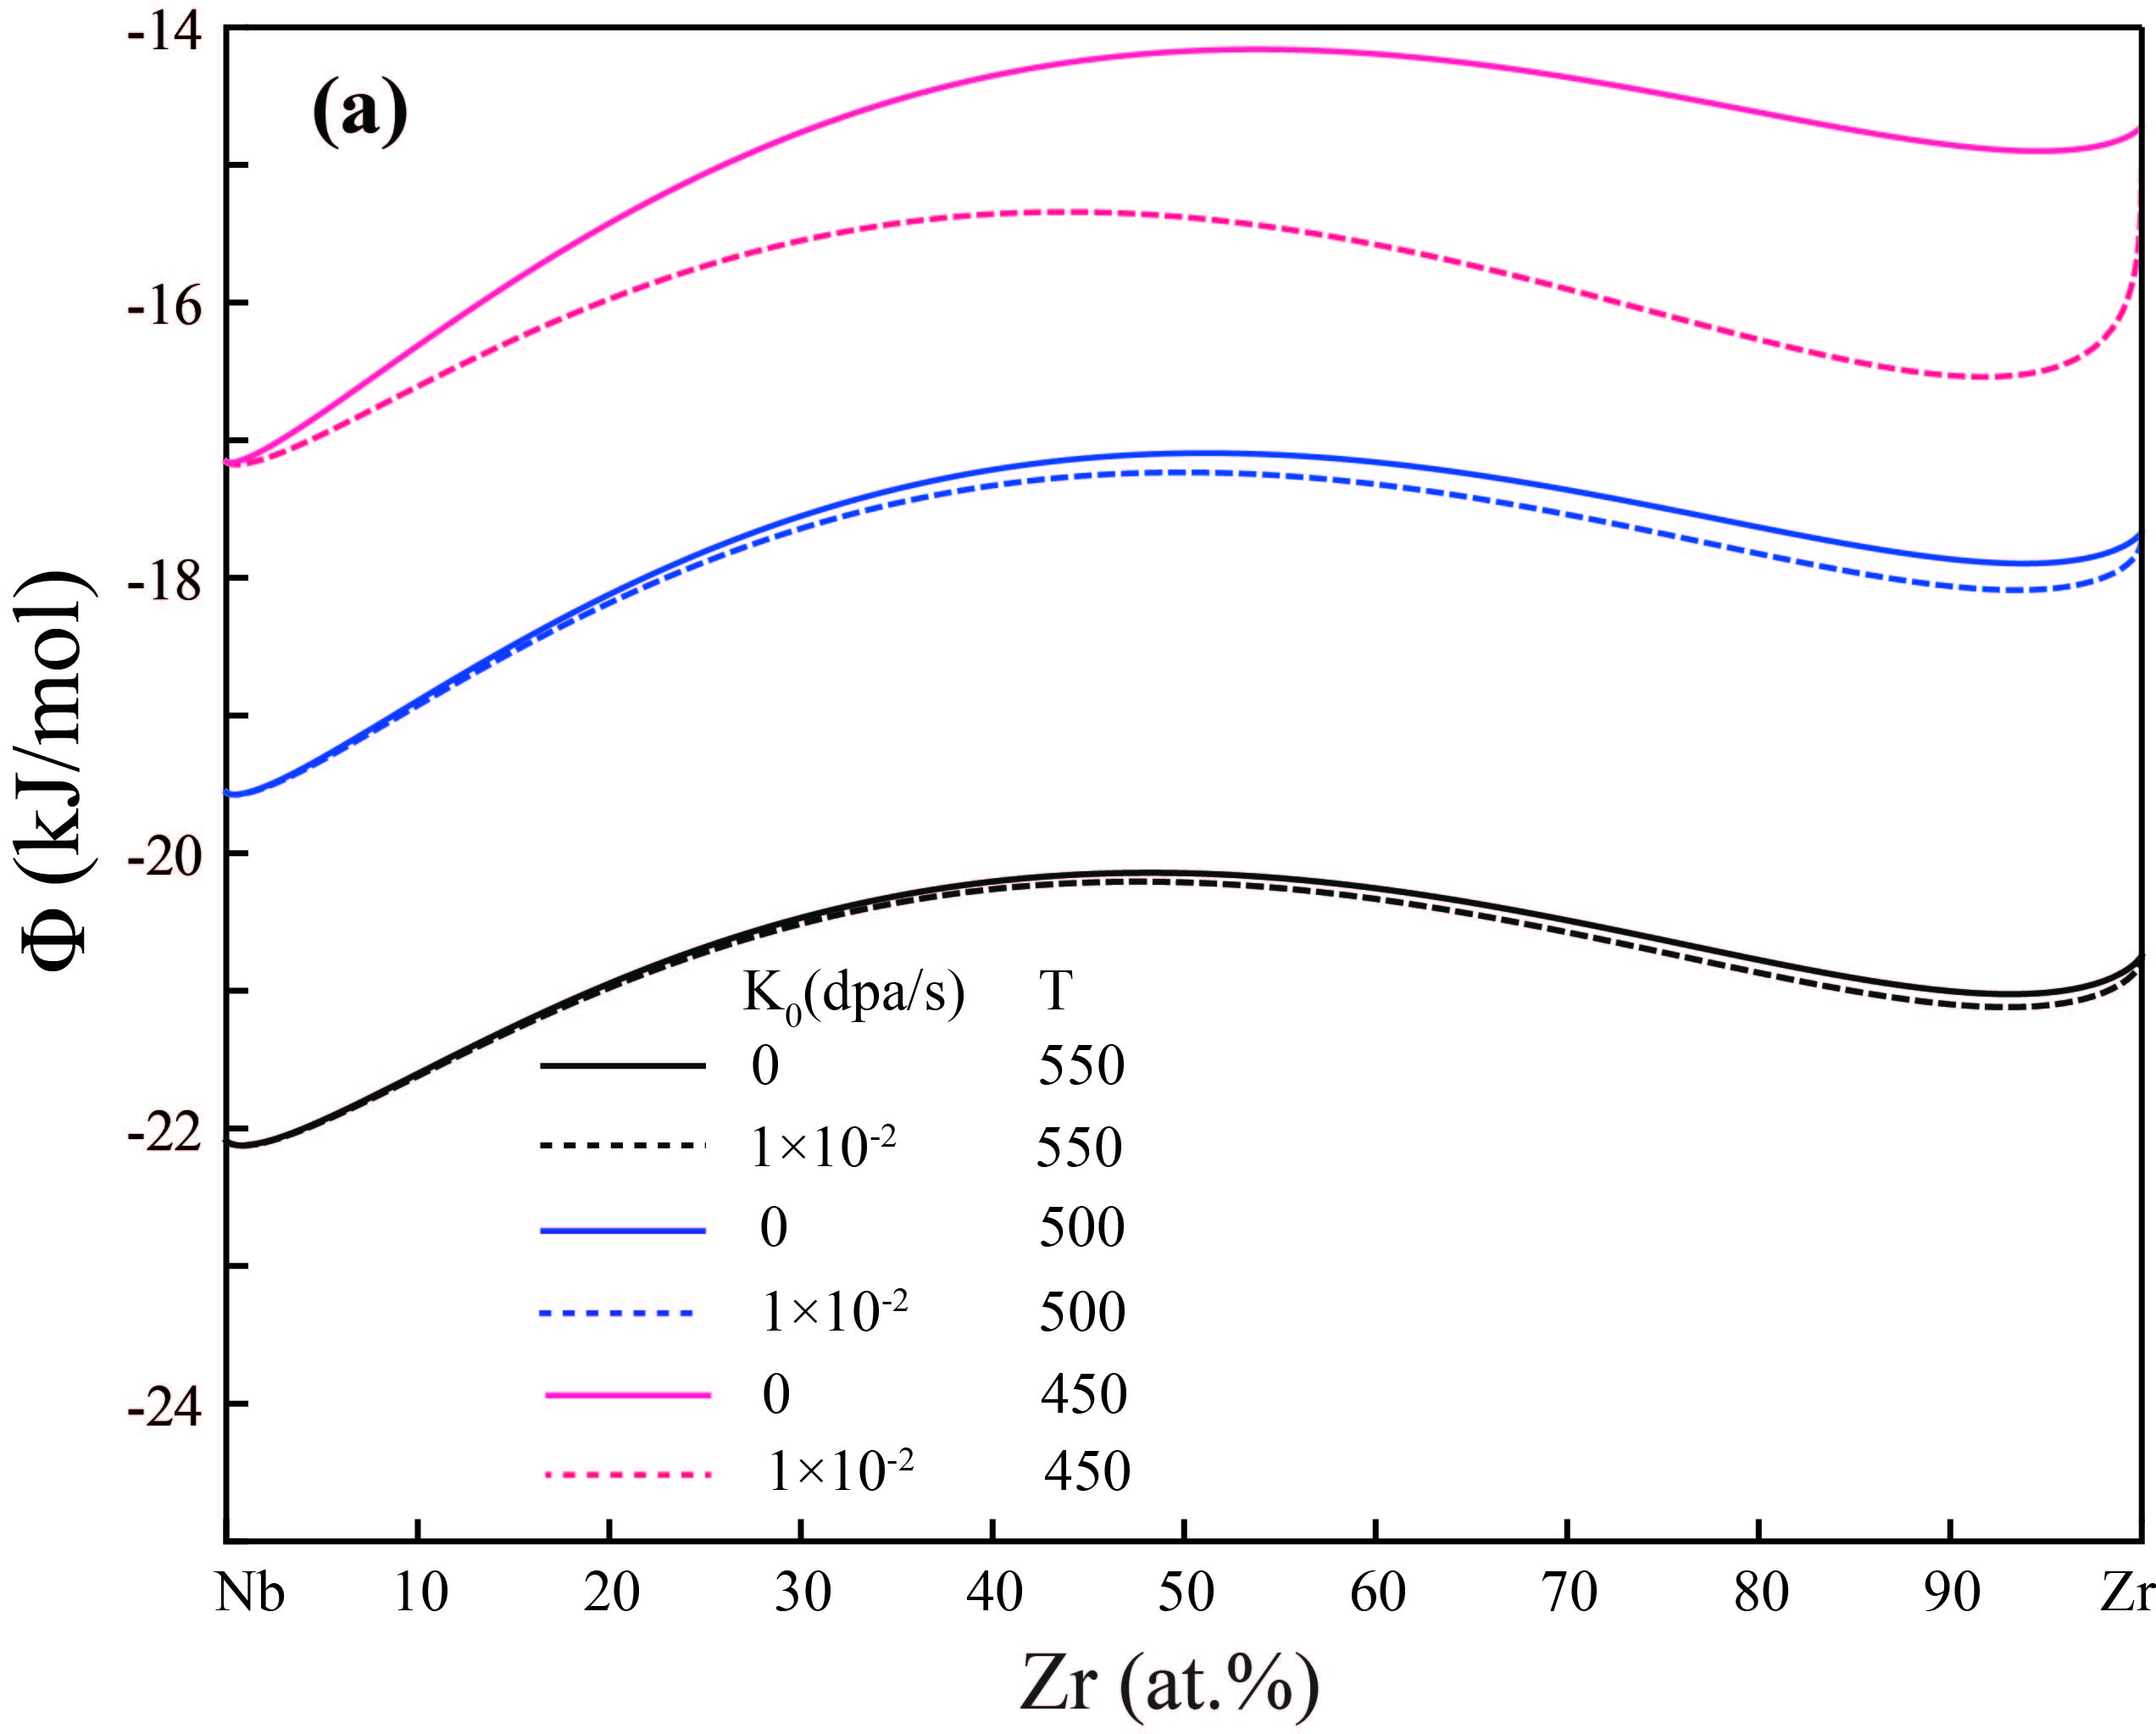 -14
(a)
-16
-18
-20
-22
-24
Φ (kJ/mol)
K₀(dpa/s) T
0 550
1×10⁻² 550
0 500
1×10⁻² 500
0 450
1×10⁻² 450
Nb 10 20 30 40 50 60 70 80 90 Zr
Zr (at.%)